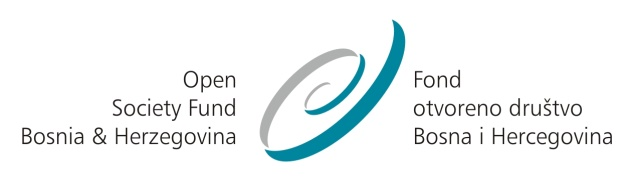 Open
Society Fund
Bosnia & Herzegovina
Fond
otvoreno društvo
Bosna i Hercegovina